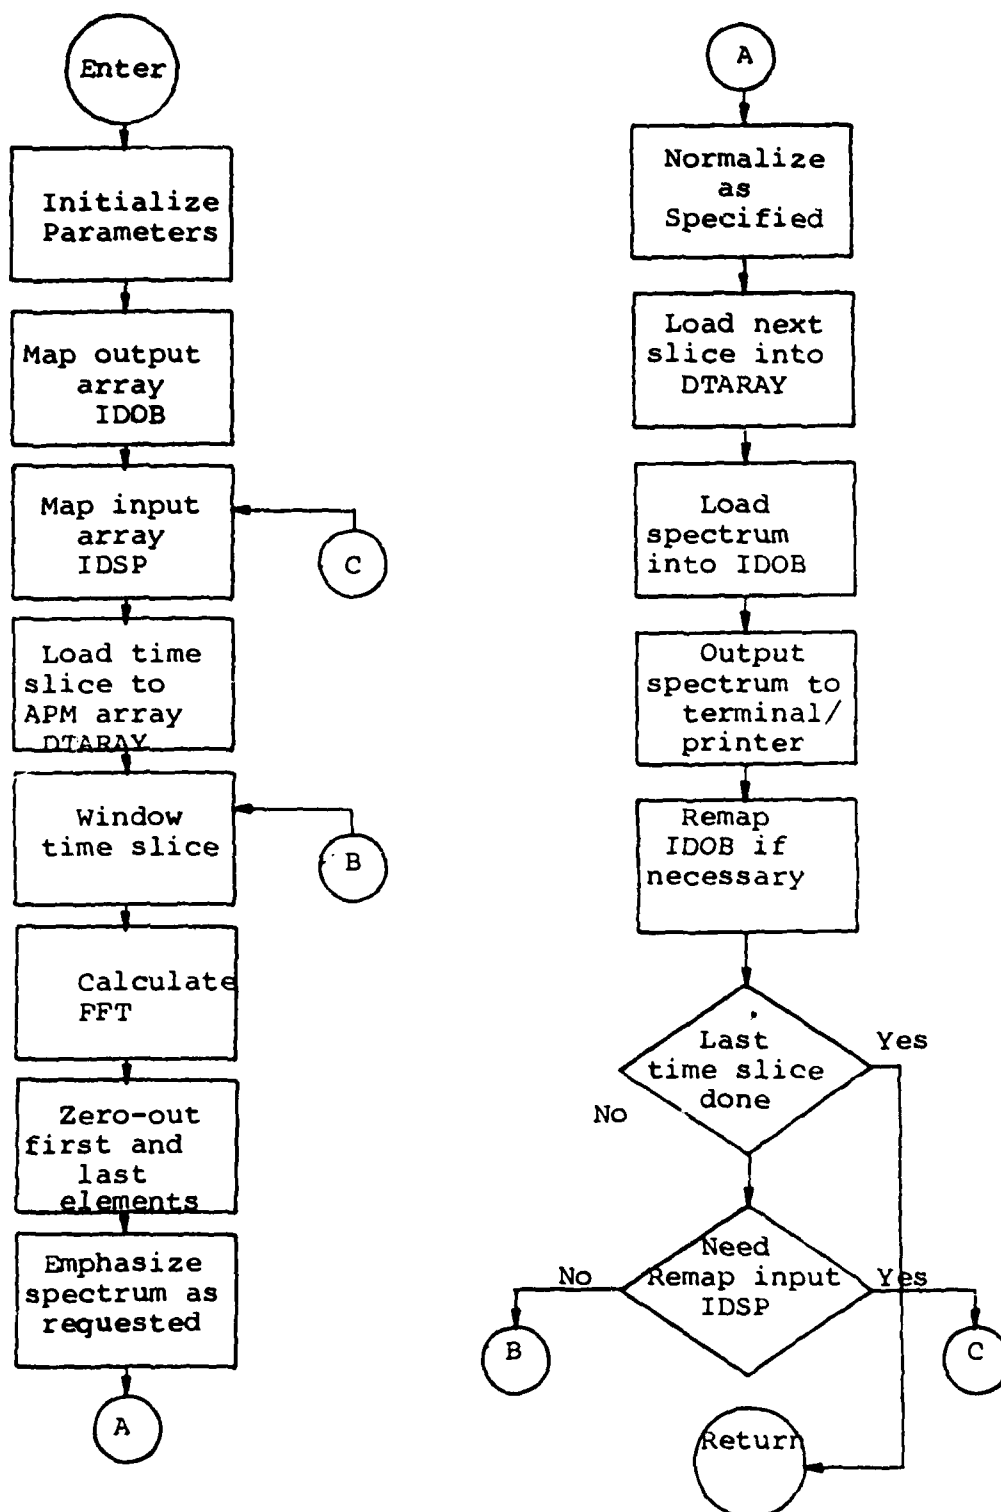 Enter
Initialize
Parameters
Map output
array
IDOB
Map input
array
IDSP
C
Load time
slice to
APM array
DTARAY
Window
time slice
B
Calculate
FFT
Zero-out
first and
last
elements
Emphasize
spectrum as
requested
A
A
Normalize
as
Specified
Load next
slice into
DTARAY
Load
spectrum
into IDOB
Output
spectrum to
terminal/
printer
Remap
IDOB if
necessary
Last
time slice
done
Yes
No
Need
Remap input
IDSP
No
Yes
B
C
Return